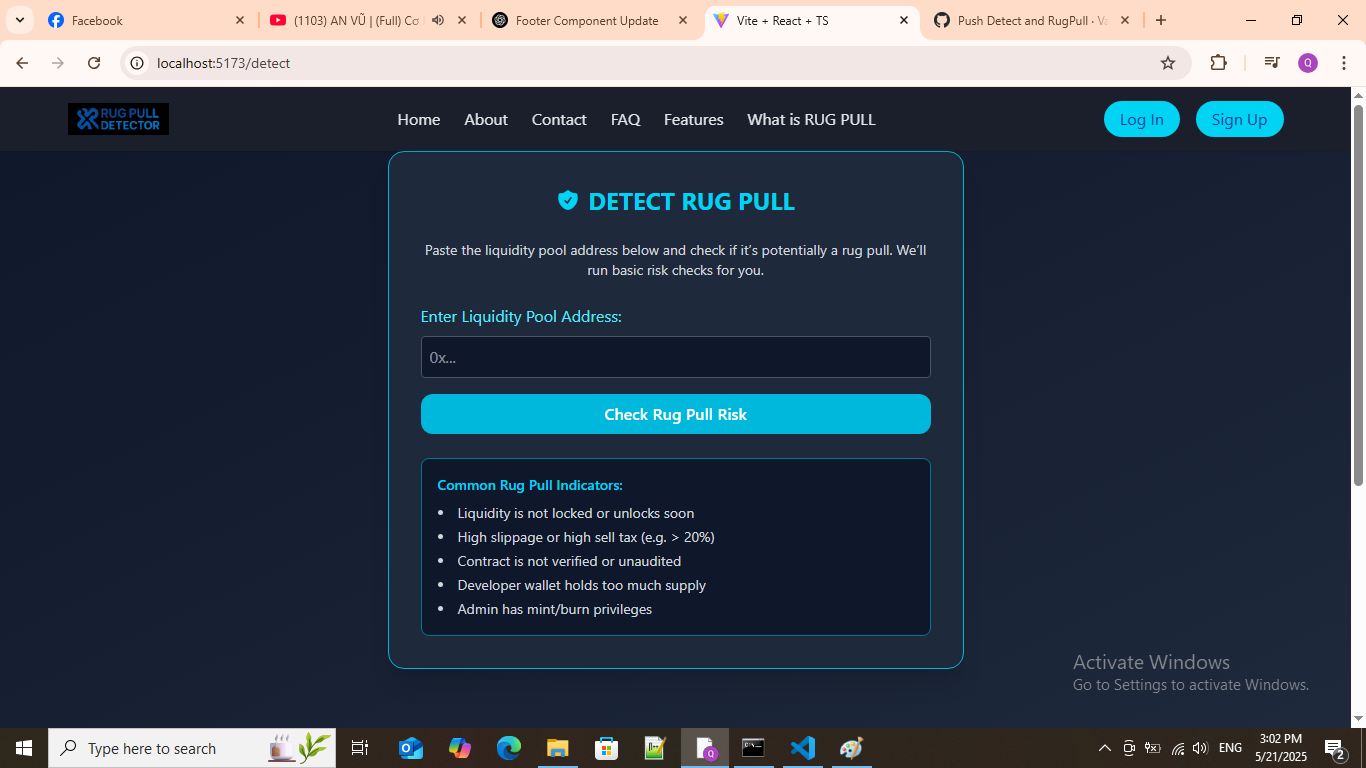 Facebook
(1103) AN VŨ | (Full) Cơ
Footer Component Update
Vite + React + TS
Push Detect and RugPull · Va
localhost:5173/detect
Q
RUG PULL
DETECTOR
Home
About
Contact
FAQ
Features
What is RUG PULL
Log In
Sign Up
DETECT RUG PULL
Paste the liquidity pool address below and check if it’s potentially a rug pull. We’ll
run basic risk checks for you.
Enter Liquidity Pool Address:
0x...
Check Rug Pull Risk
Common Rug Pull Indicators:
• Liquidity is not locked or unlocks soon
• High slippage or high sell tax (e.g. > 20%)
• Contract is not verified or unaudited
• Developer wallet holds too much supply
• Admin has mint/burn privileges
Activate Windows
Go to Settings to activate Windows.
Type here to search
ENG
3:02 PM
5/21/2025
2